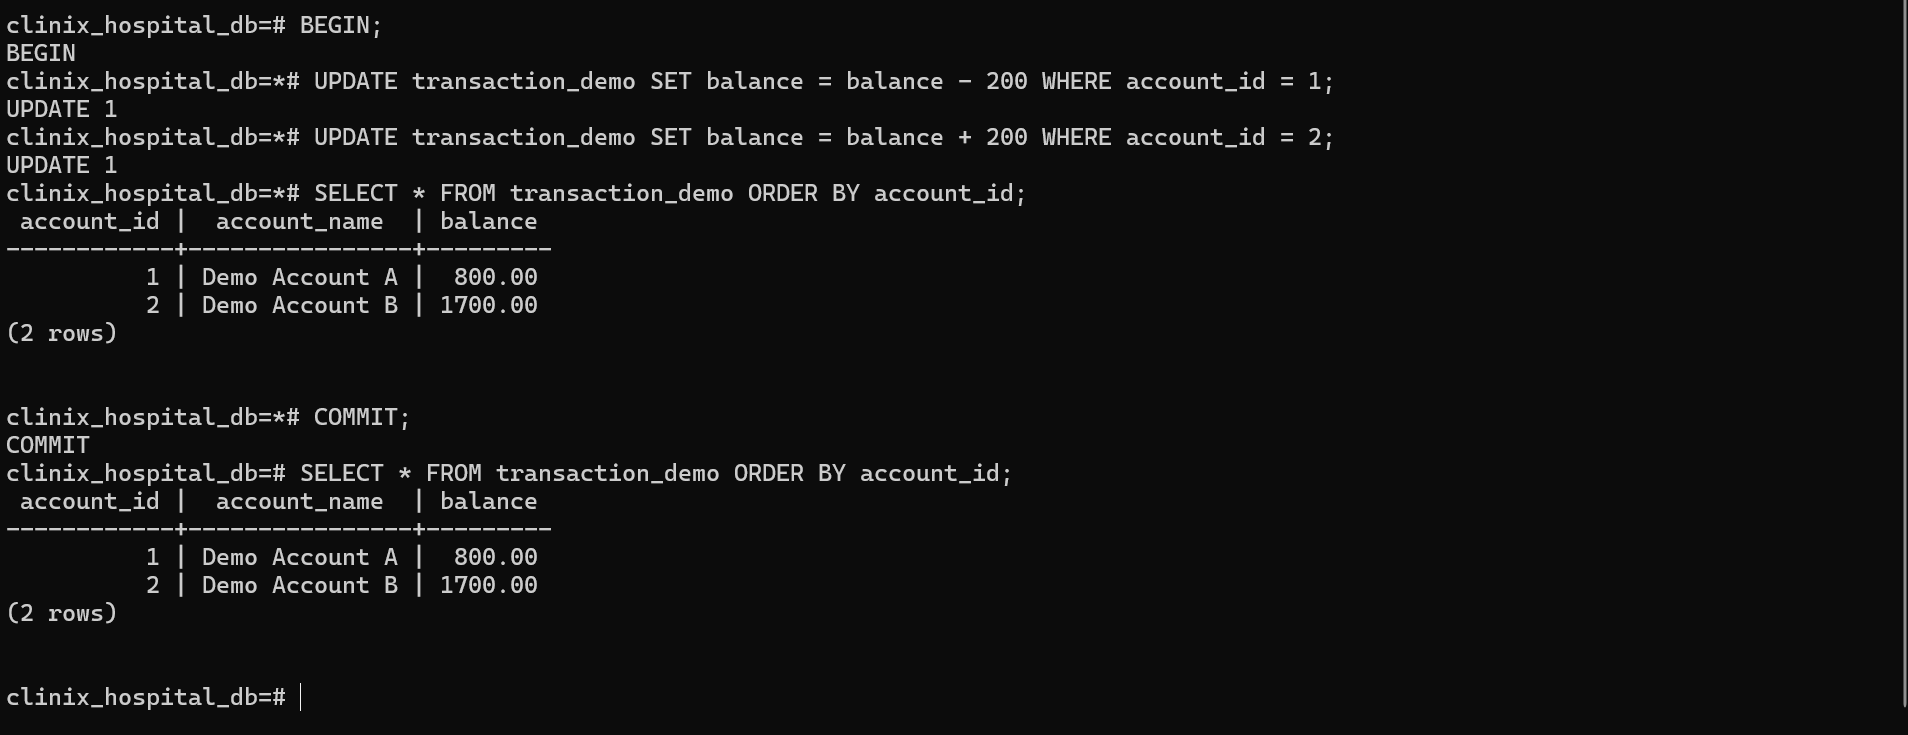 clinix_hospital_db=# BEGIN;
BEGIN
clinix_hospital_db=*# UPDATE transaction_demo SET balance = balance - 200 WHERE account_id = 1;
UPDATE 1
clinix_hospital_db=*# UPDATE transaction_demo SET balance = balance + 200 WHERE account_id = 2;
UPDATE 1
clinix_hospital_db=*# SELECT * FROM transaction_demo ORDER BY account_id;
 account_id |  account_name  | balance
------------+----------------+---------
          1 | Demo Account A |  800.00
          2 | Demo Account B | 1700.00
(2 rows)


clinix_hospital_db=*# COMMIT;
COMMIT
clinix_hospital_db=# SELECT * FROM transaction_demo ORDER BY account_id;
 account_id |  account_name  | balance
------------+----------------+---------
          1 | Demo Account A |  800.00
          2 | Demo Account B | 1700.00
(2 rows)


clinix_hospital_db=#